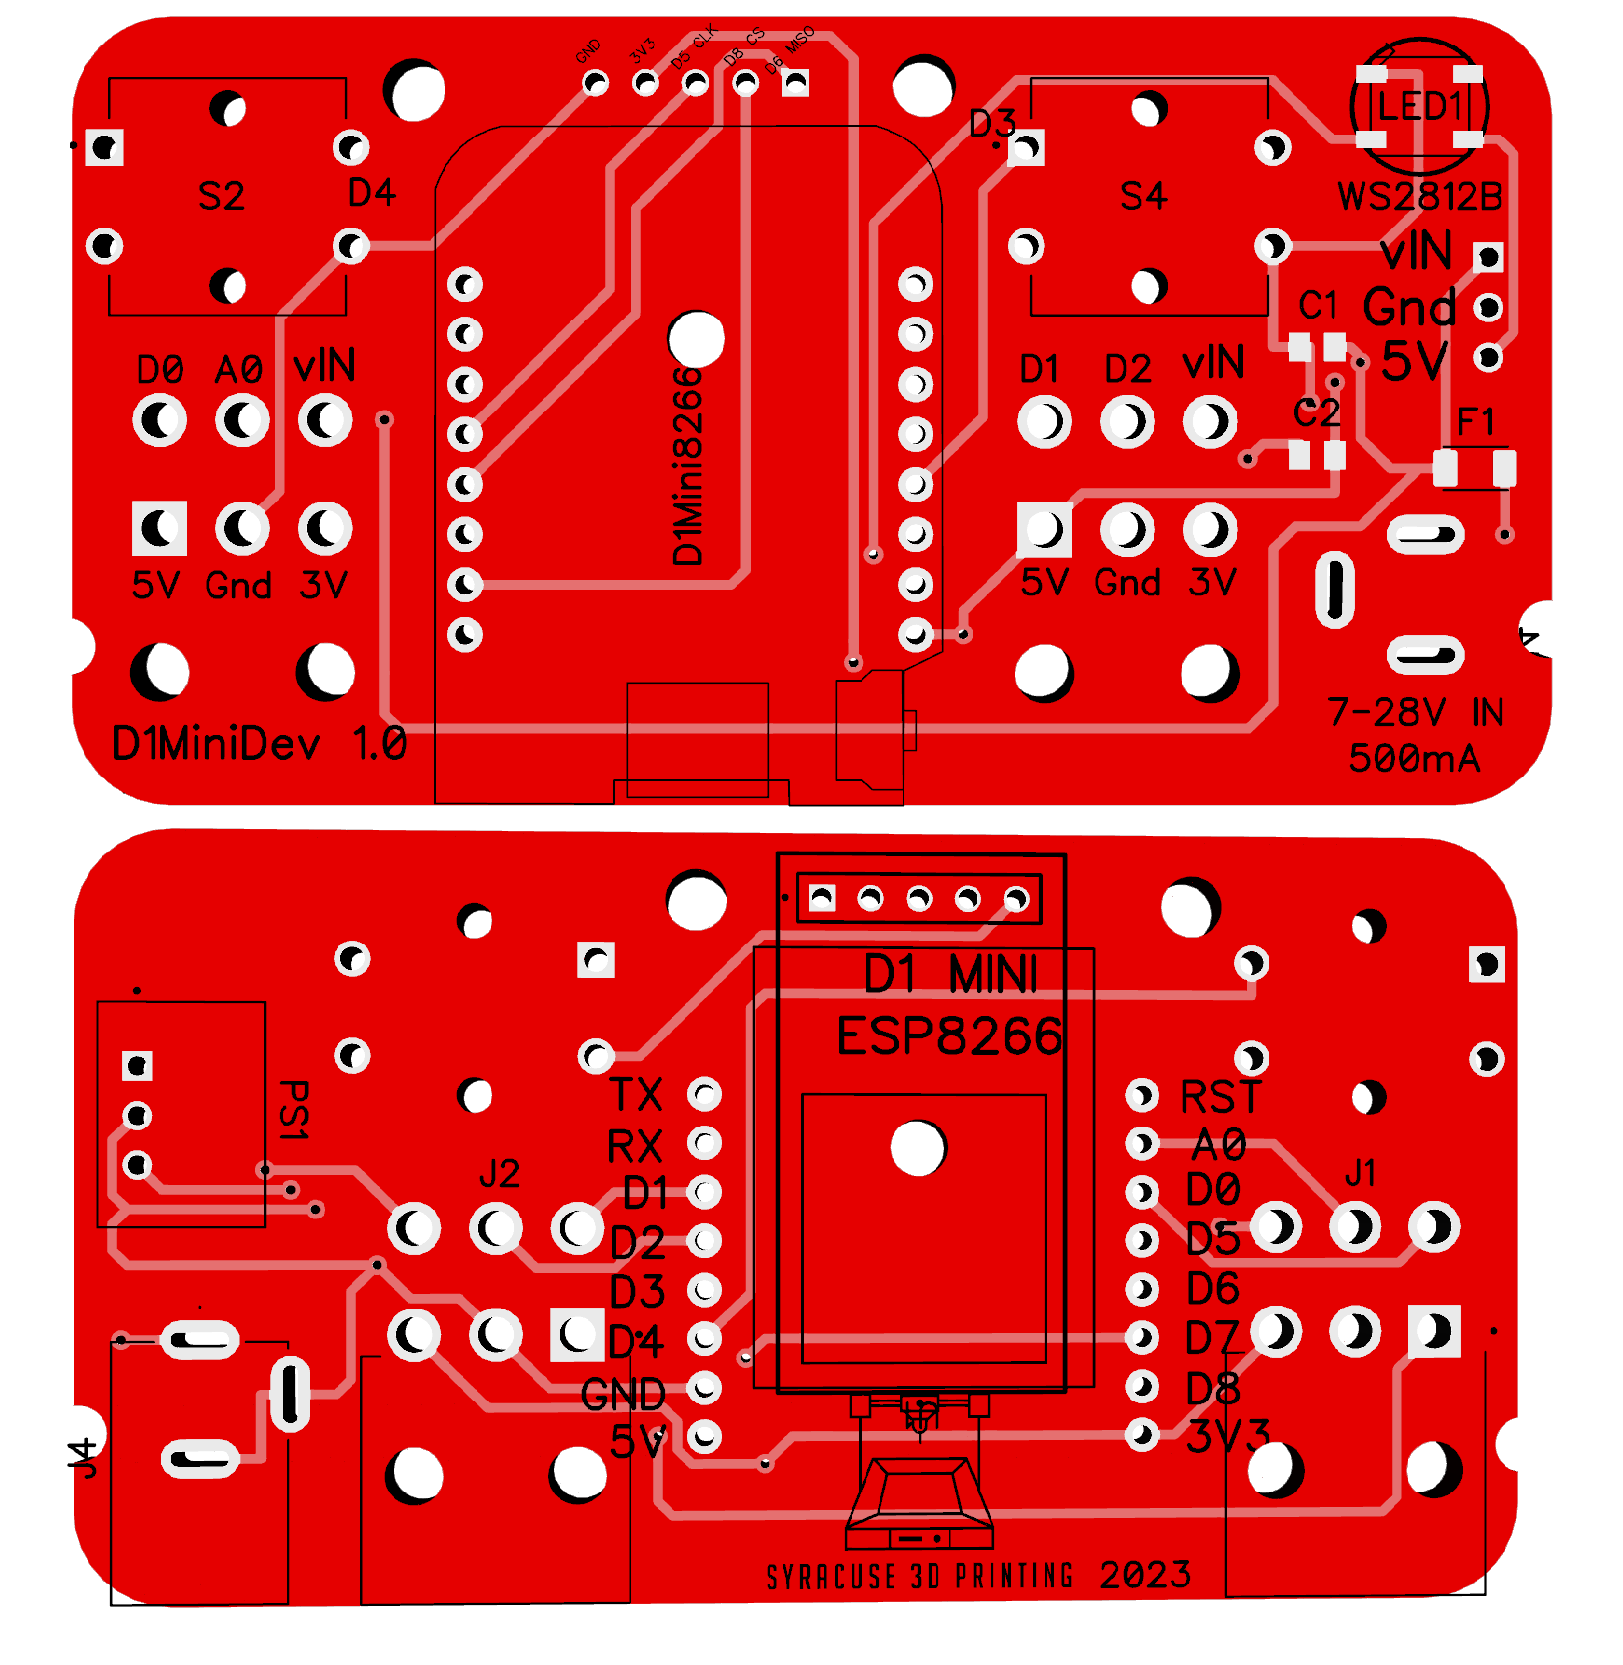 GND 3V3 D5 CLK D8 CS D6 MISO
D3
LED1
S2 D4
S4
WS2812B
vIN
Gnd
5V
C1
D0 A0 vIN
D1 D2 vIN
C2
F1
D1Mini8266
5V Gnd 3V
5V Gnd 3V
7-28V IN
500mA
D1MiniDev 1.0
D1 MINI
ESP8266
PS1
TX
RX
D1
D2
D3
D4
GND
5V
RST
A0
D0
D5
D6
D7
D8
3V3
J2
J1
J4
SYRACUSE 3D PRINTING 2023